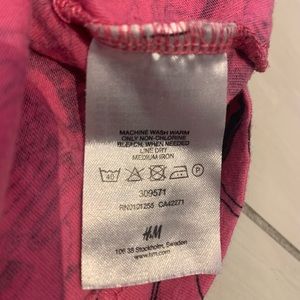 MACHINE WASH WARM
ONLY NON-CHLORINE
BLEACH, WHEN NEEDED
LINE DRY
MEDIUM IRON
40 P
309571
RN0101255 CA42271
H&M
106 38 Stockholm, Sweden
www.hm.com